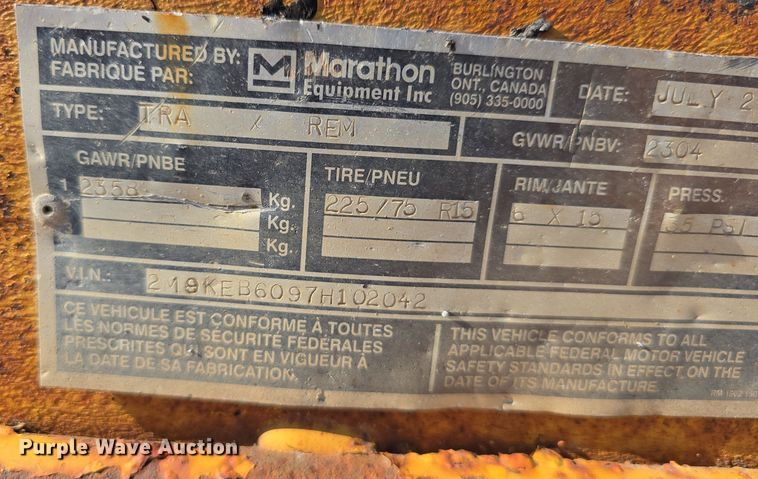 MANUFACTURED BY:
FABRIQUÉ PAR:
M Marathon
Equipment Inc
BURLINGTON
ONT., CANADA
(905) 335-0000
DATE: JULY 2
TYPE: TRA / REM
GVWR/PNBV: 2304
GAWR/PNBE
TIRE/PNEU
RIM/JANTE
PRESS.
1 2358 Kg.
Kg.
Kg.
225/75 R15
6 X 15
35 PSI
V.I.N.: 2M9KEB6097H102042
CE VEHICULE EST CONFORME À TOUTES
LES NORMES DE SÉCURITÉ FÉDÉRALES
PRESCRITES QUI SONT EN VIGUEUR À
LA DATE DE SA FABRICATION.
THIS VEHICLE CONFORMS TO ALL
APPLICABLE FEDERAL MOTOR VEHICLE
SAFETY STANDARDS IN EFFECT ON THE
DATE OF ITS MANUFACTURE.
Purple Wave Auction